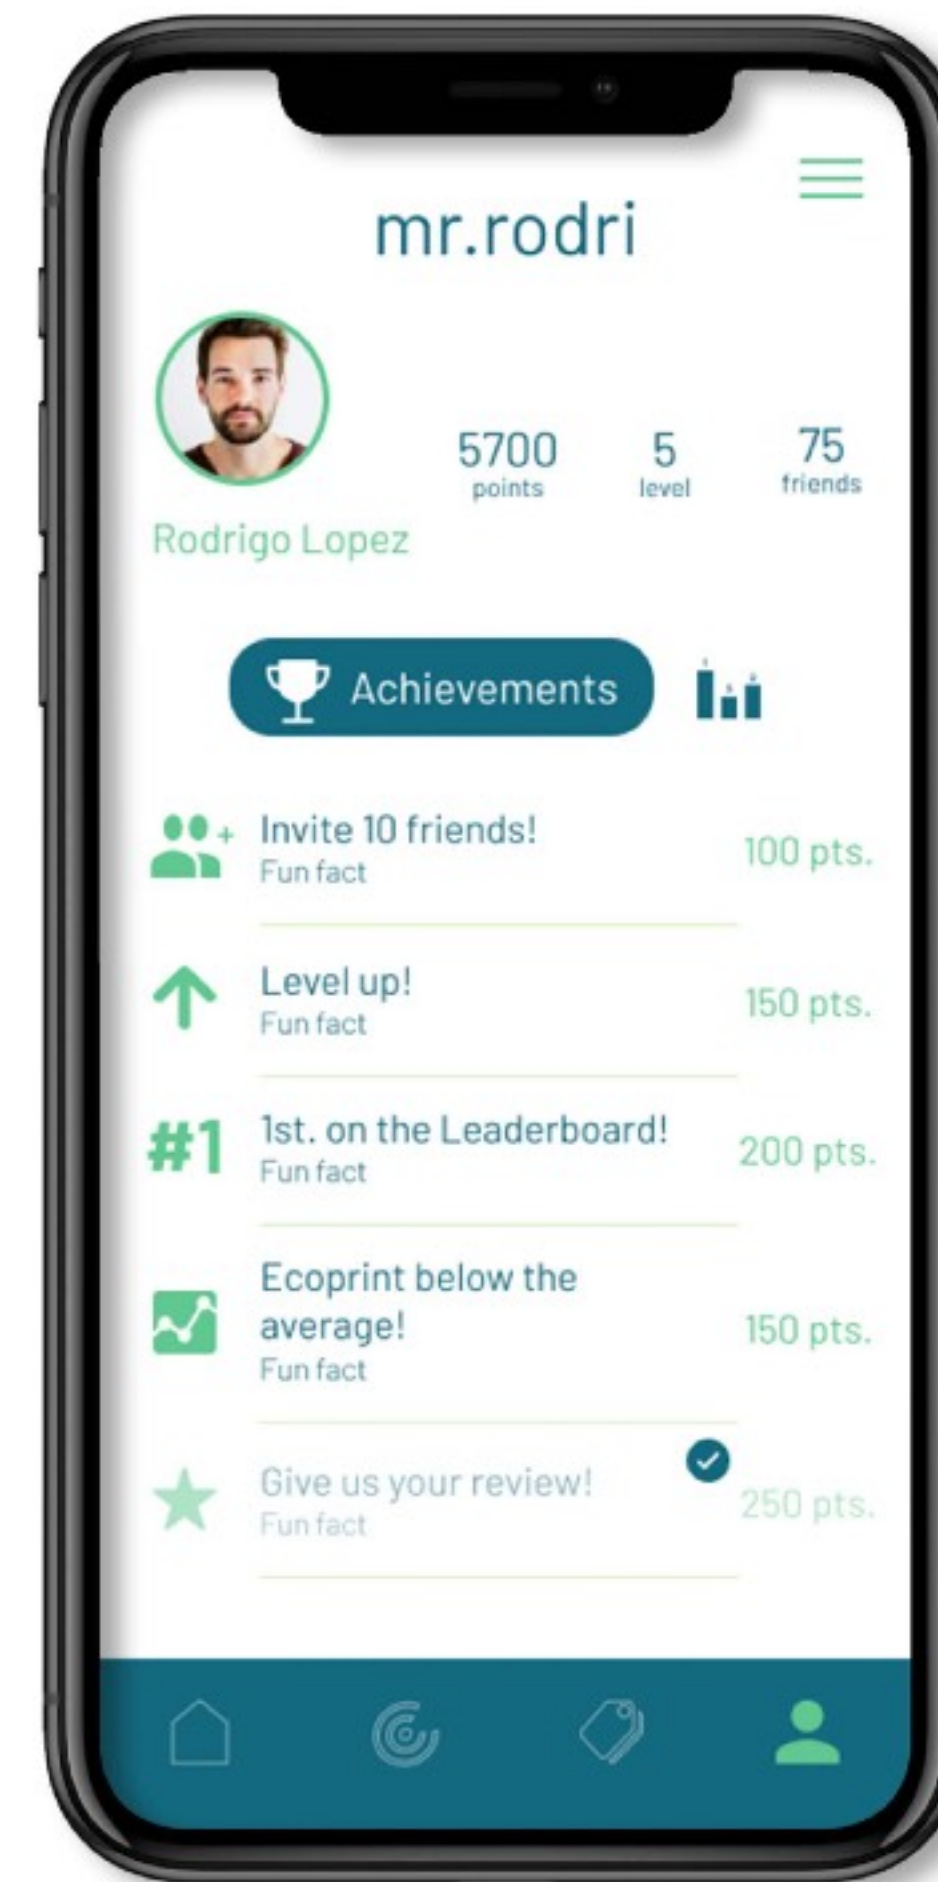 mr.rodri
5700 5 75
points level friends
Rodrigo Lopez
Achievements
Invite 10 friends!
Fun fact
100 pts.
Level up!
Fun fact
150 pts.
#1
1st. on the Leaderboard!
Fun fact
200 pts.
Ecoprint below the
average!
Fun fact
150 pts.
Give us your review!
Fun fact
250 pts.